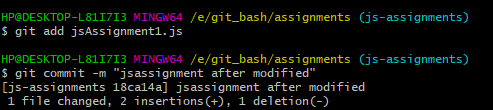 HP@DESKTOP-L81I7I3 MINGW64 /e/git_bash/assignments (js-assignments)
$ git add jsAssignment1.js
HP@DESKTOP-L81I7I3 MINGW64 /e/git_bash/assignments (js-assignments)
$ git commit -m "jsassignment after modified"
[js-assignments 18ca14a] jsassignment after modified
1 file changed, 2 insertions(+), 1 deletion(-)